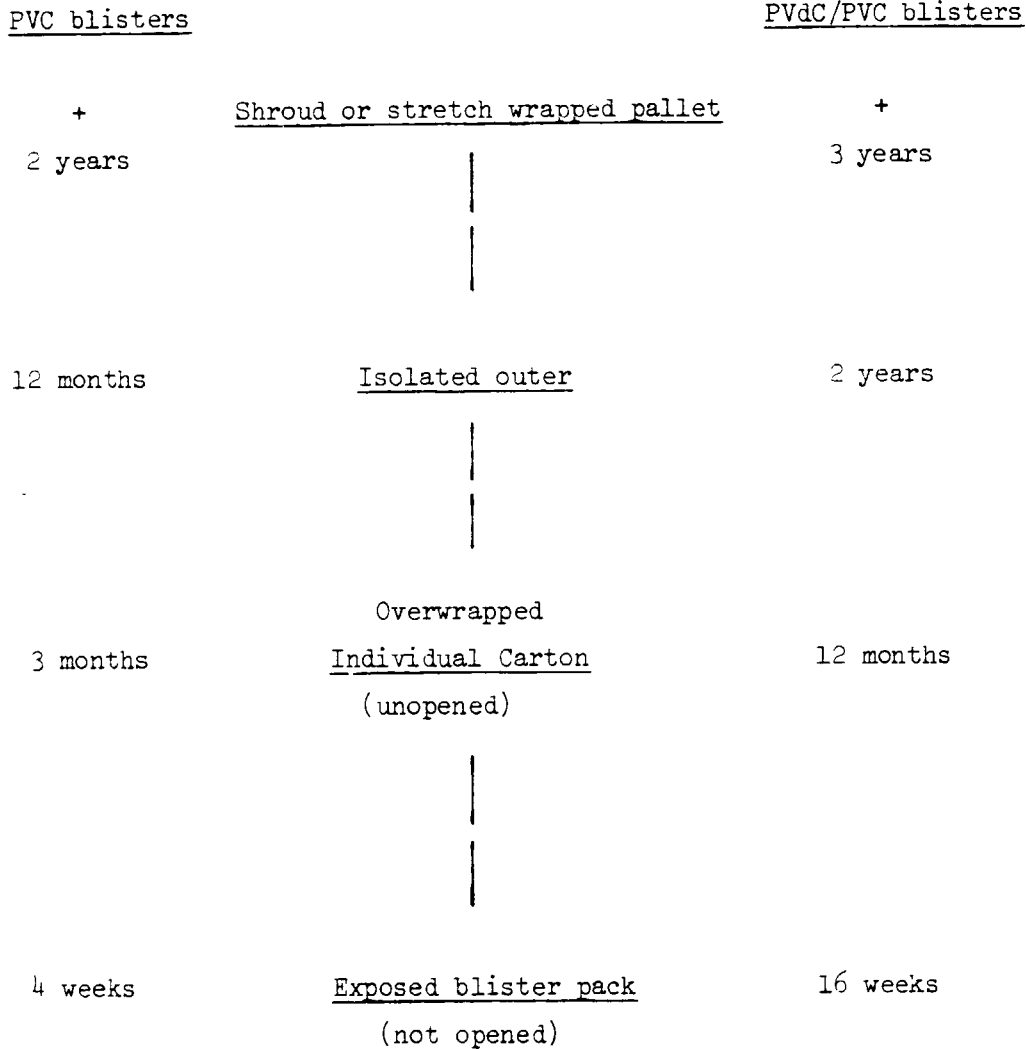 PVC blisters PVdC/PVC blisters
+ Shroud or stretch wrapped pallet +
2 years 3 years
12 months Isolated outer 2 years
Overwrapped
3 months Individual Carton 12 months
(unopened)
4 weeks Exposed blister pack 16 weeks
(not opened)